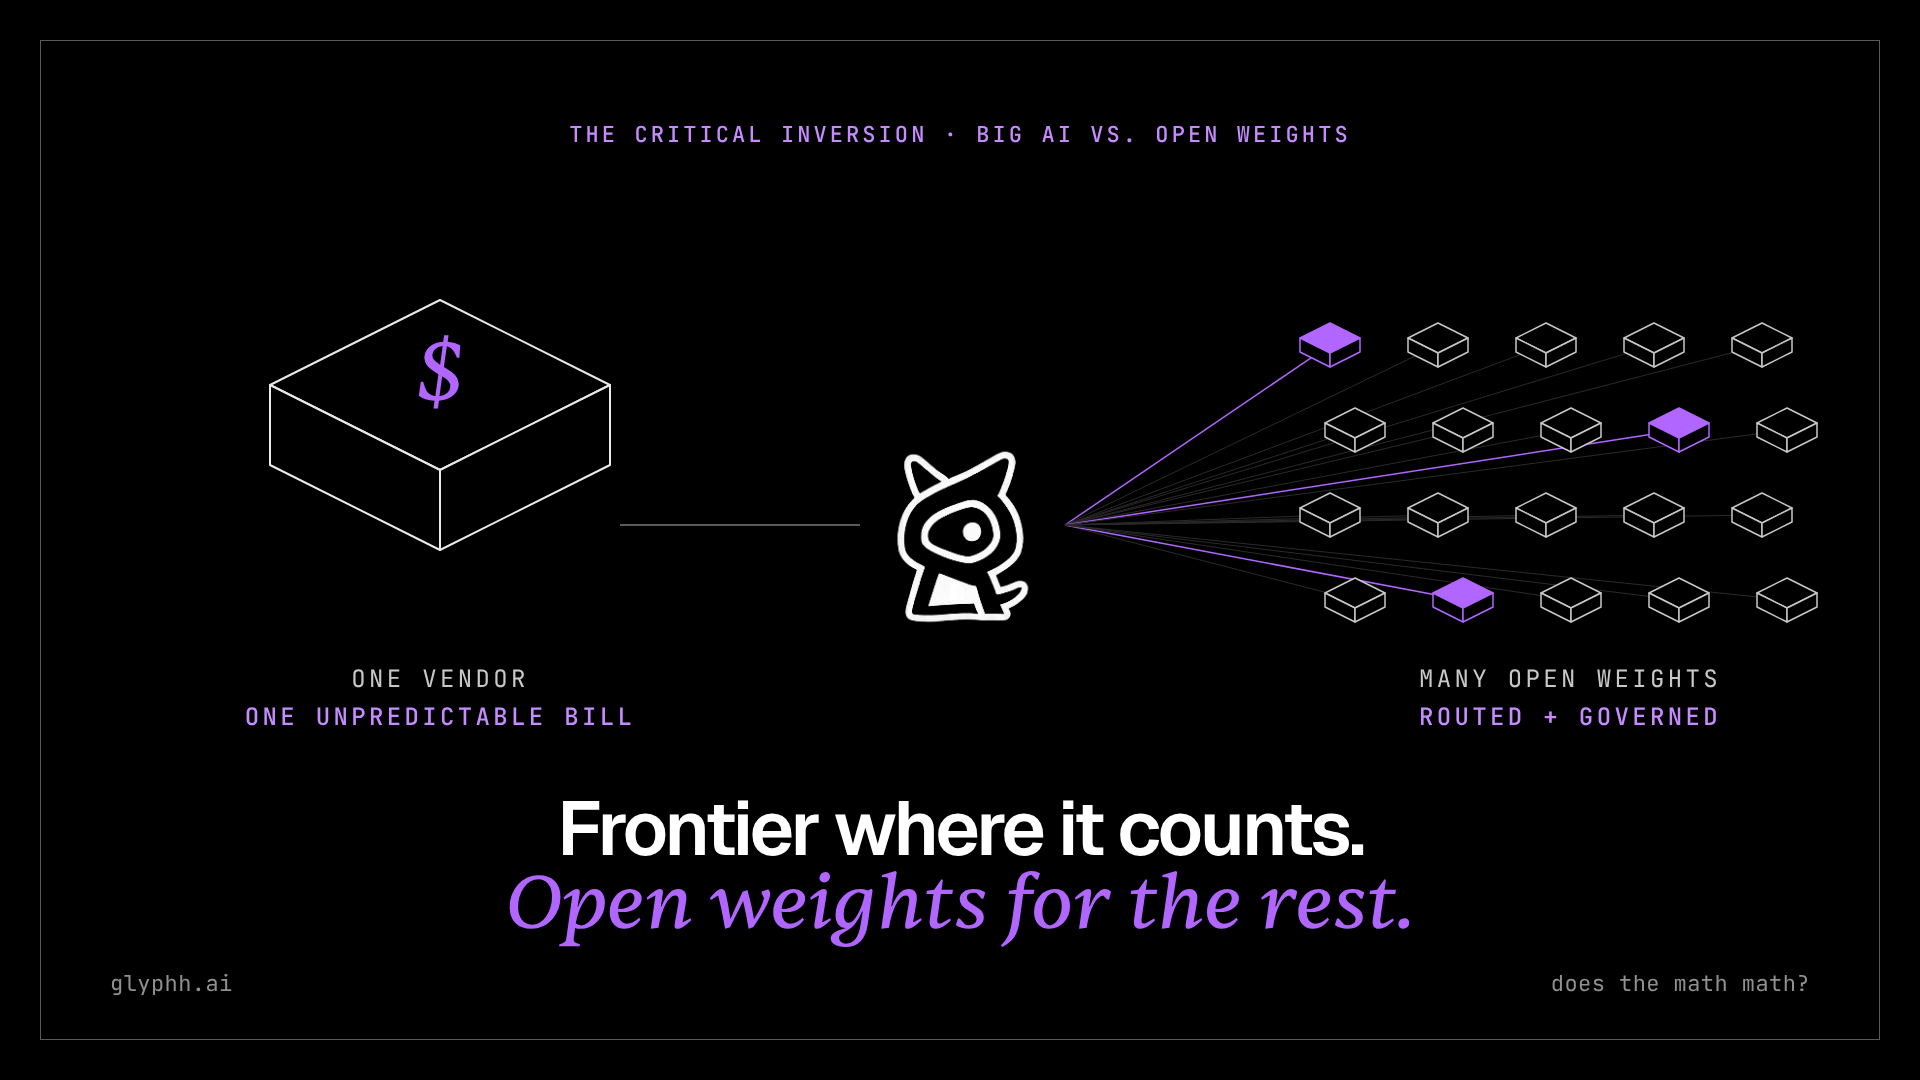 THE CRITICAL INVERSION · BIG AI VS. OPEN WEIGHTS
$
ONE VENDOR
ONE UNPREDICTABLE BILL
MANY OPEN WEIGHTS
ROUTED + GOVERNED
Frontier where it counts.
Open weights for the rest.
glyphh.ai
does the math math?